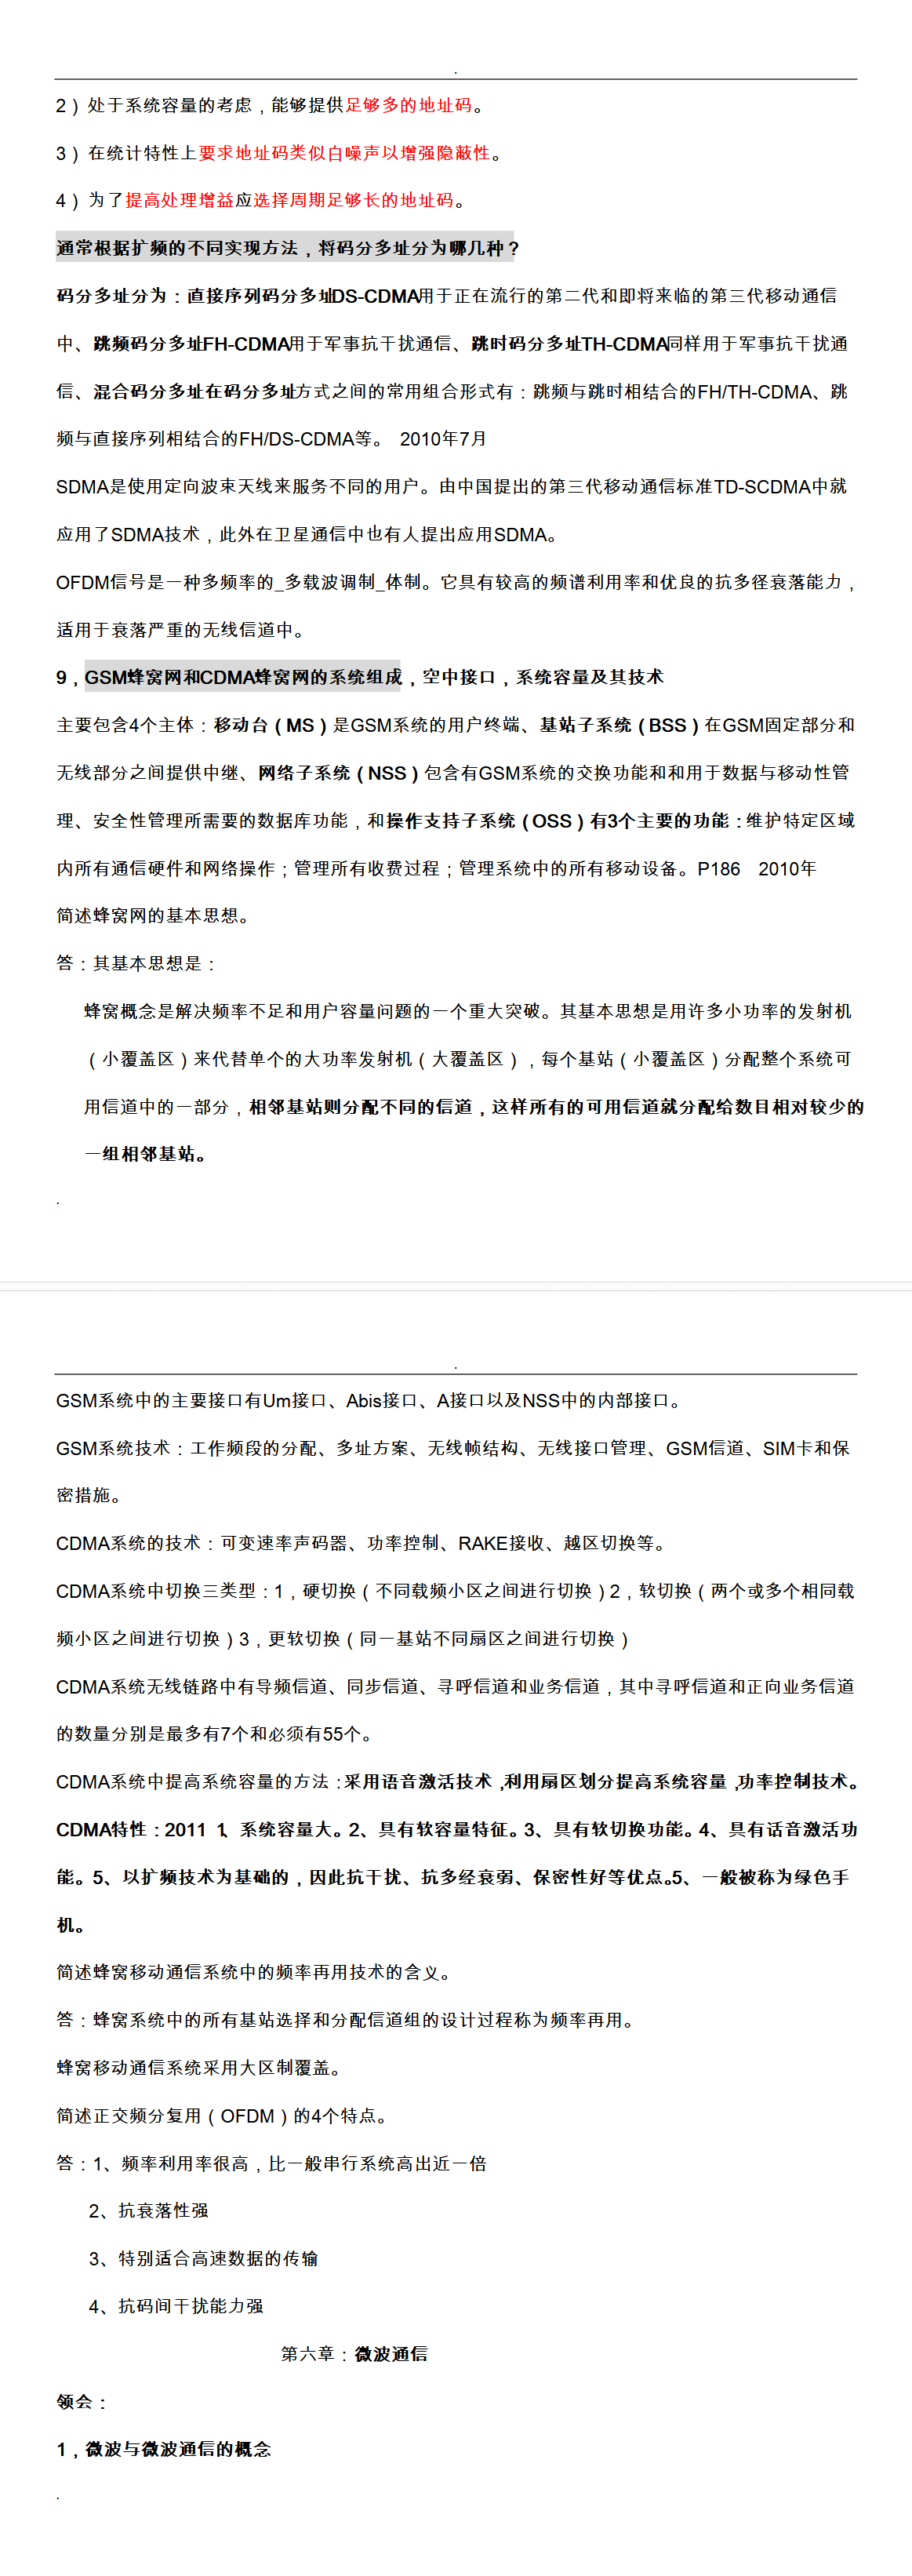 .
2）处于系统容量的考虑，能够提供足够多的地址码。
3）在统计特性上要求地址码类似白噪声以增强隐蔽性。
4）为了提高处理增益应选择周期足够长的地址码。
通常根据扩频的不同实现方法，将码分多址分为哪几种？
码分多址分为：直接序列码分多址DS-CDMA用于正在流行的第二代和即将来临的第三代移动通信
中、跳频码分多址FH-CDMA用于军事抗干扰通信、跳时码分多址TH-CDMA同样用于军事抗干扰通
信、混合码分多址在码分多址方式之间的常用组合形式有：跳频与跳时相结合的FH/TH-CDMA、跳
频与直接序列相结合的FH/DS-CDMA等。 2010年7月
SDMA是使用定向波束天线来服务不同的用户。由中国提出的第三代移动通信标准TD-SCDMA中就
应用了SDMA技术，此外在卫星通信中也有人提出应用SDMA。
OFDM信号是一种多频率的_多载波调制_体制。它具有较高的频谱利用率和优良的抗多径衰落能力，
适用于衰落严重的无线信道中。
9，GSM蜂窝网和CDMA蜂窝网的系统组成，空中接口，系统容量及其技术
主要包含4个主体：移动台（MS）是GSM系统的用户终端、基站子系统（BSS）在GSM固定部分和
无线部分之间提供中继、网络子系统（NSS）包含有GSM系统的交换功能和和用于数据与移动性管
理、安全性管理所需要的数据库功能，和操作支持子系统（OSS）有3个主要的功能：维护特定区域
内所有通信硬件和网络操作；管理所有收费过程；管理系统中的所有移动设备。P186 2010年
简述蜂窝网的基本思想。
答：其基本思想是：
蜂窝概念是解决频率不足和用户容量问题的一个重大突破。其基本思想是用许多小功率的发射机
（小覆盖区）来代替单个的大功率发射机（大覆盖区），每个基站（小覆盖区）分配整个系统可
用信道中的一部分，相邻基站则分配不同的信道，这样所有的可用信道就分配给数目相对较少的
一组相邻基站。
.
.
GSM系统中的主要接口有Um接口、Abis接口、A接口以及NSS中的内部接口。
GSM系统技术：工作频段的分配、多址方案、无线帧结构、无线接口管理、GSM信道、SIM卡和保
密措施。
CDMA系统的技术：可变速率声码器、功率控制、RAKE接收、越区切换等。
CDMA系统中切换三类型：1，硬切换（不同载频小区之间进行切换）2，软切换（两个或多个相同载
频小区之间进行切换）3，更软切换（同一基站不同扇区之间进行切换）
CDMA系统无线链路中有导频信道、同步信道、寻呼信道和业务信道，其中寻呼信道和正向业务信道
的数量分别是最多有7个和必须有55个。
CDMA系统中提高系统容量的方法：采用语音激活技术，利用扇区划分提高系统容量，功率控制技术。
CDMA特性：2011 1、系统容量大。2、具有软容量特征。3、具有软切换功能。4、具有话音激活功
能。5、以扩频技术为基础的，因此抗干扰、抗多经衰弱、保密性好等优点。5、一般被称为绿色手
机。
简述蜂窝移动通信系统中的频率再用技术的含义。
答：蜂窝系统中的所有基站选择和分配信道组的设计过程称为频率再用。
蜂窝移动通信系统采用大区制覆盖。
简述正交频分复用（OFDM）的4个特点。
答：1、频率利用率很高，比一般串行系统高出近一倍
2、抗衰落性强
3、特别适合高速数据的传输
4、抗码间干扰能力强
第六章：微波通信
领会：
1，微波与微波通信的概念
.